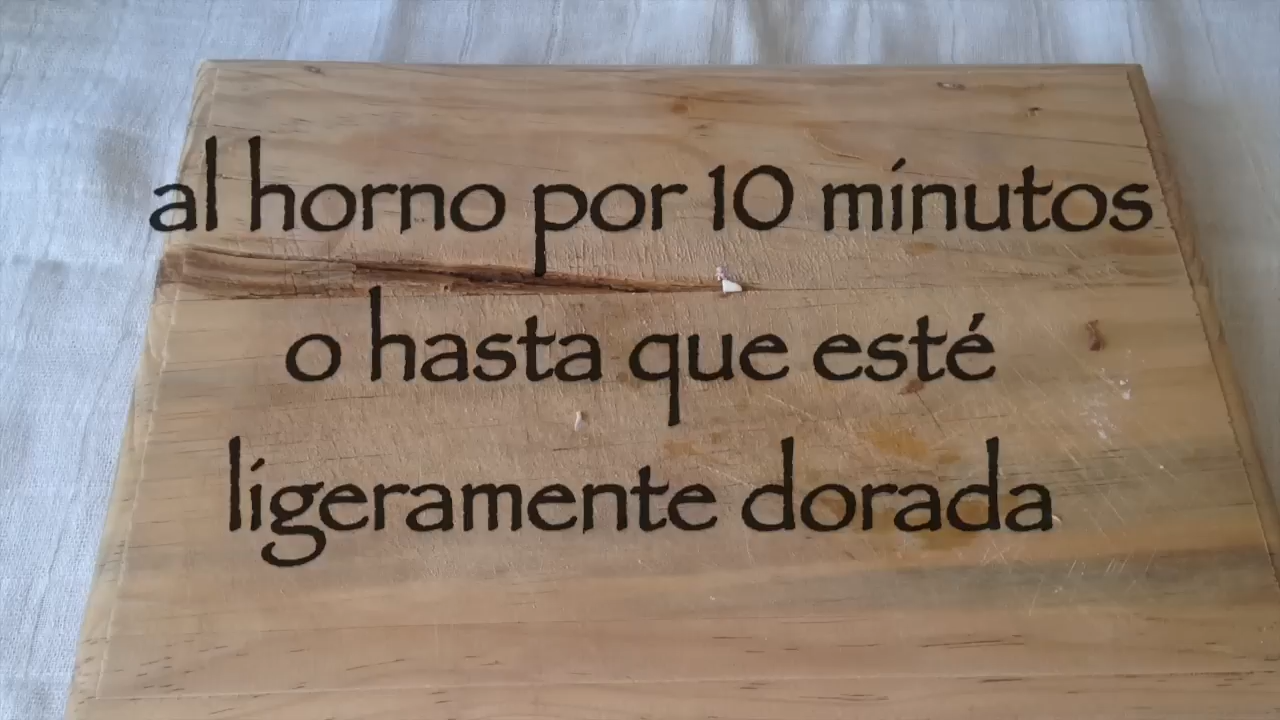 al horno por 10 minutos
o hasta que esté
ligeramente dorada